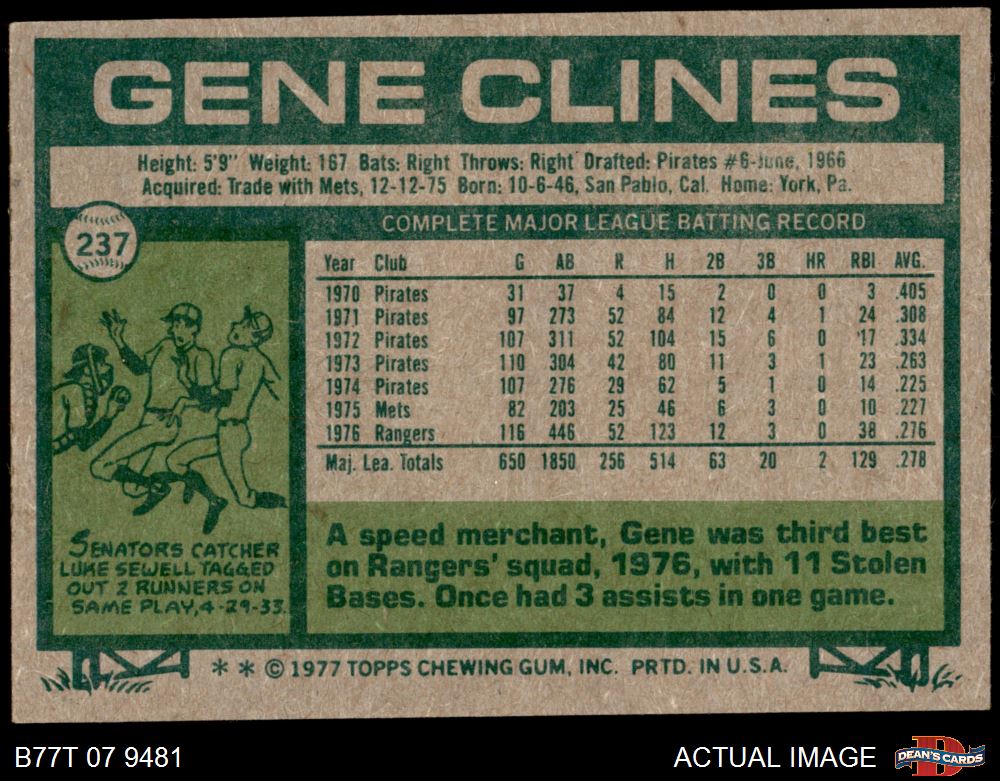 GENE CLINES
Height: 5'9" Weight: 167 Bats: Right Throws: Right Drafted: Pirates #6-June, 1966
Acquired: Trade with Mets, 12-12-75 Born: 10-6-46, San Pablo, Cal. Home: York, Pa.
237
COMPLETE MAJOR LEAGUE BATTING RECORD
Year Club G AB R H 2B 3B HR RBI AVG.
1970 Pirates 31 37 4 15 2 0 0 3 .405
1971 Pirates 97 273 52 84 12 4 1 24 .308
1972 Pirates 107 311 52 104 15 6 0 17 .334
1973 Pirates 110 304 42 80 11 3 1 23 .263
1974 Pirates 107 276 29 62 5 1 0 14 .225
1975 Mets 82 203 25 46 6 3 0 10 .227
1976 Rangers 116 446 52 123 12 3 0 38 .276
Maj. Lea. Totals 650 1850 256 514 63 20 2 129 .278
SENATORS CATCHER
LUKE SEWELL TAGGED
OUT 2 RUNNERS ON
SAME PLAY, 4-29-33.
A speed merchant, Gene was third best
on Rangers' squad, 1976, with 11 Stolen
Bases. Once had 3 assists in one game.
* * © 1977 TOPPS CHEWING GUM, INC. PRTD. IN U.S.A.
B77T 07 9481
ACTUAL IMAGE
D
DEAN'S CARDS